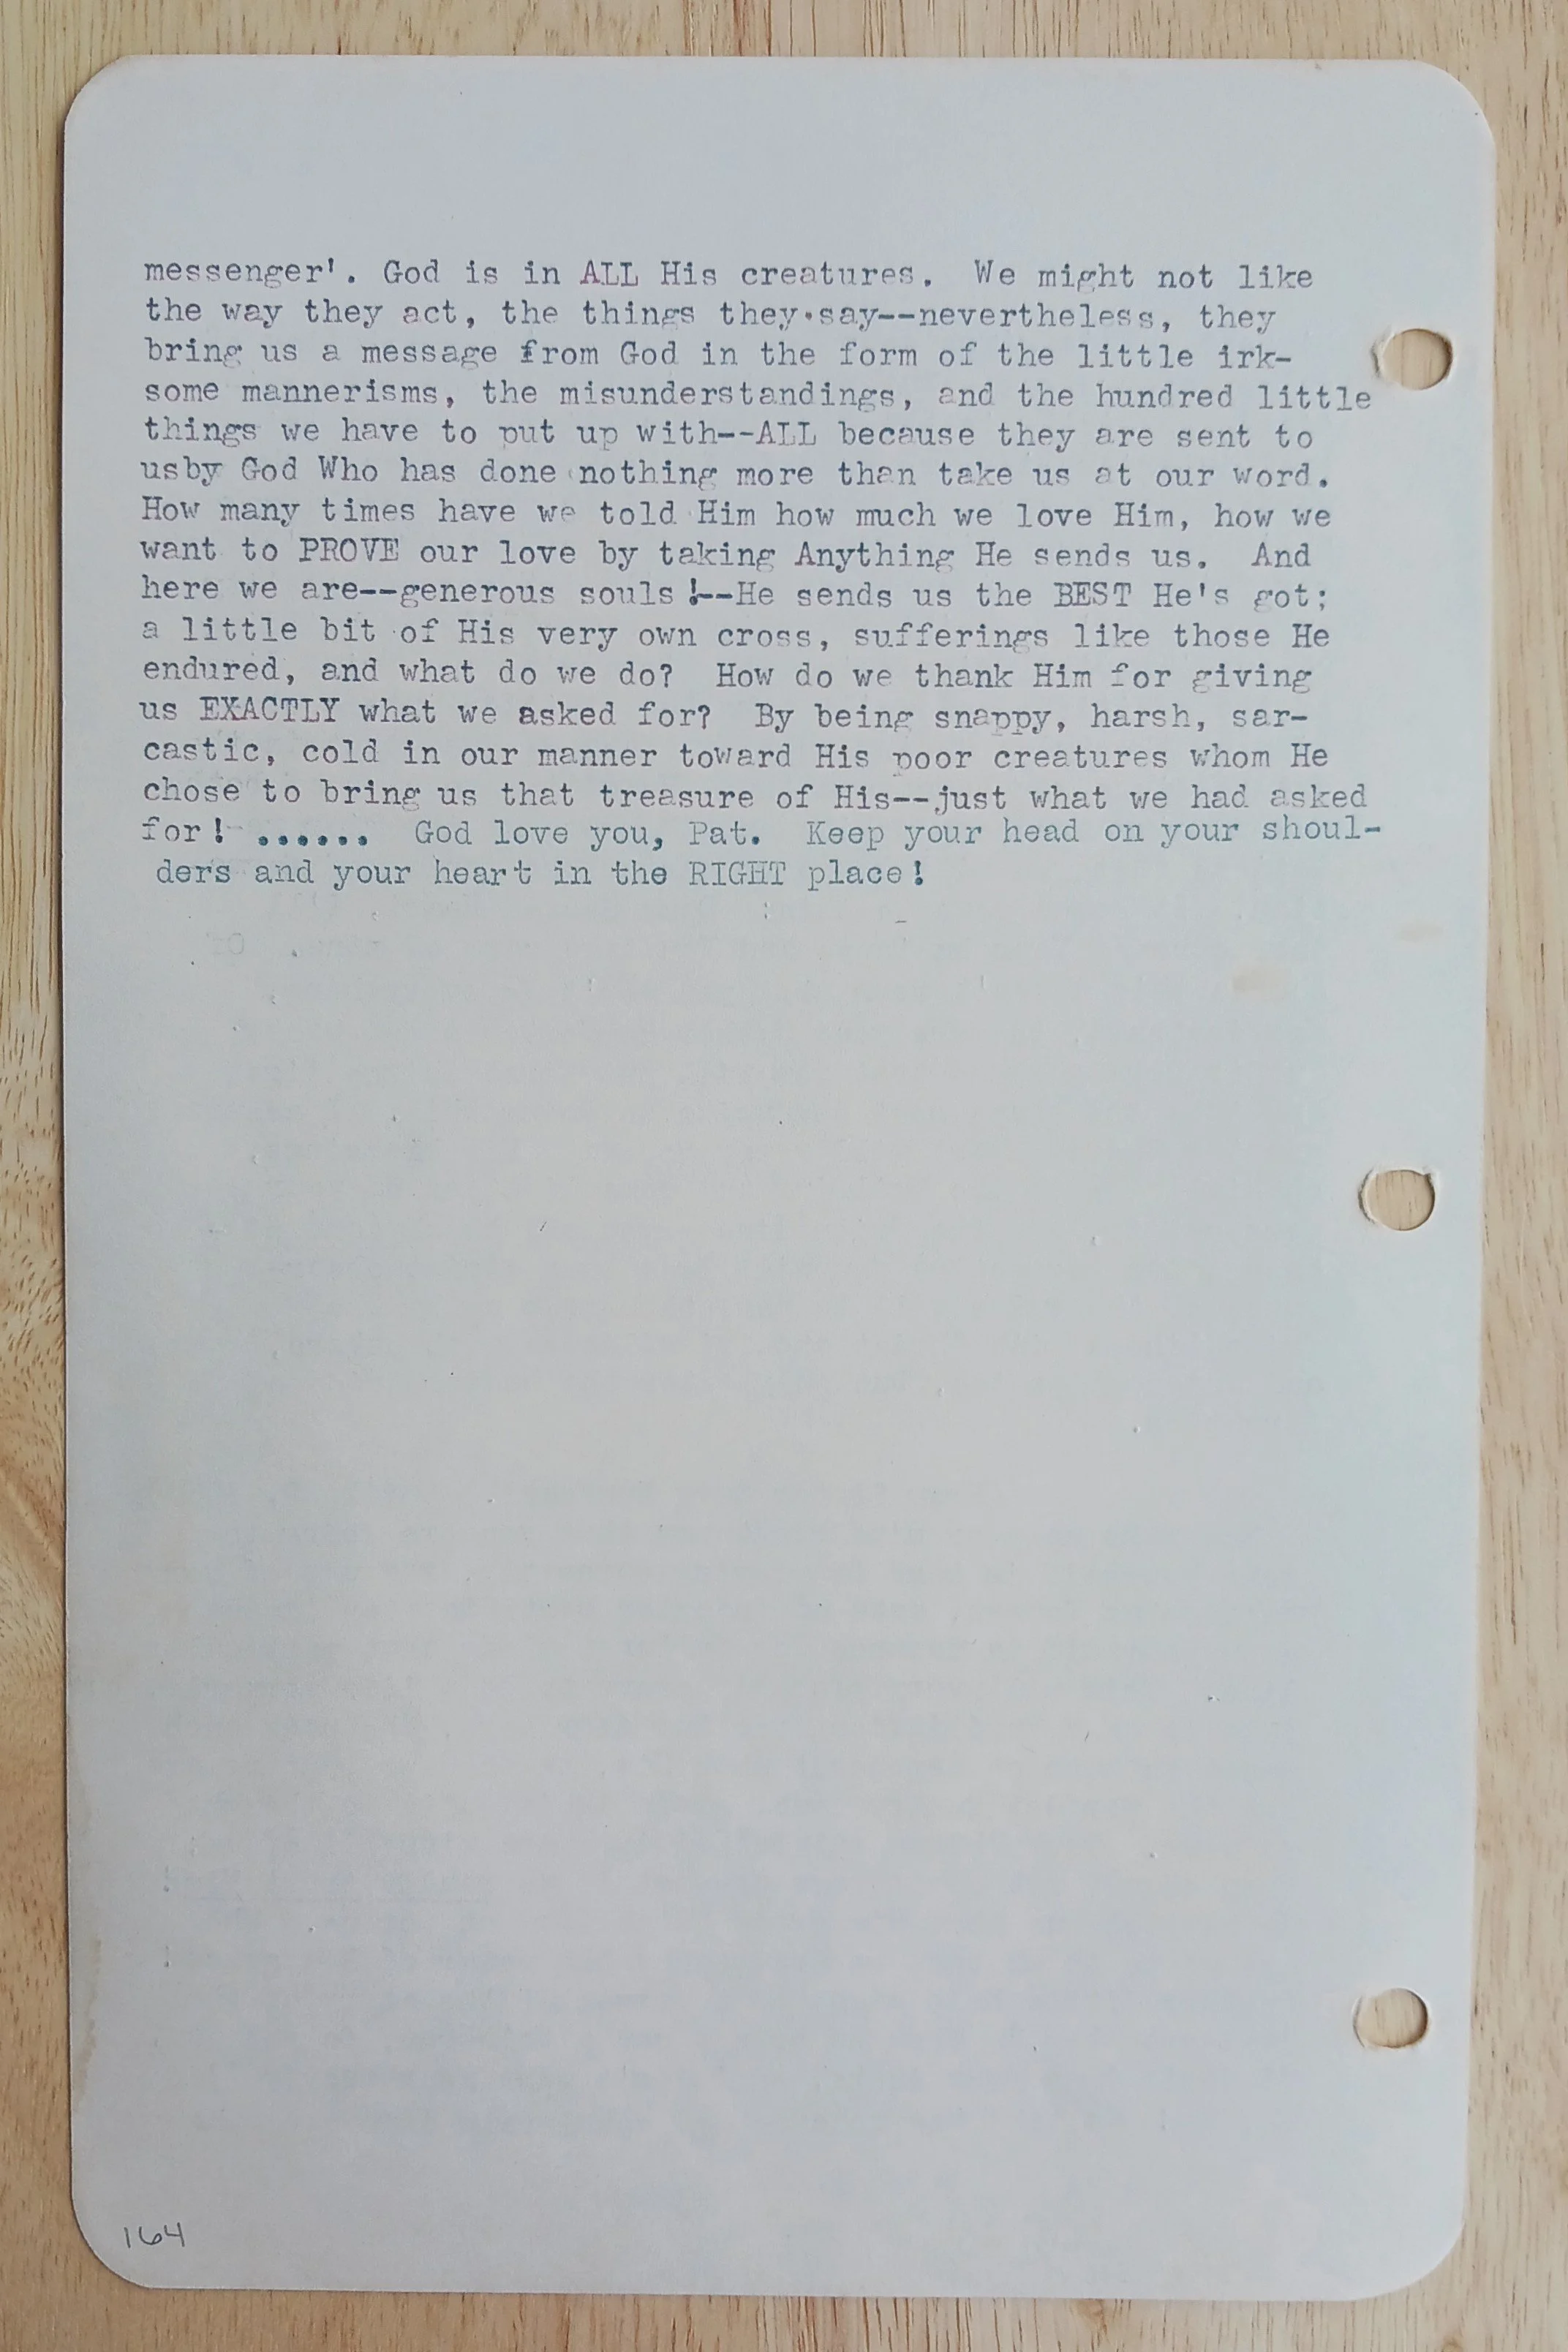 messenger'. God is in ALL His creatures. We might not like
the way they act, the things they say--nevertheless, they
bring us a message from God in the form of the little irk-
some mannerisms, the misunderstandings, and the hundred little
things we have to put up with--ALL because they are sent to
usby God Who has done nothing more than take us at our word.
How many times have we told Him how much we love Him, how we
want to PROVE our love by taking Anything He sends us. And
here we are--generous souls!--He sends us the BEST He's got;
a little bit of His very own cross, sufferings like those He
endured, and what do we do? How do we thank Him for giving
us EXACTLY what we asked for? By being snappy, harsh, sar-
castic, cold in our manner toward His poor creatures whom He
chose to bring us that treasure of His--just what we had asked
for! ...... God love you, Pat. Keep your head on your shoul-
ders and your heart in the RIGHT place!
164